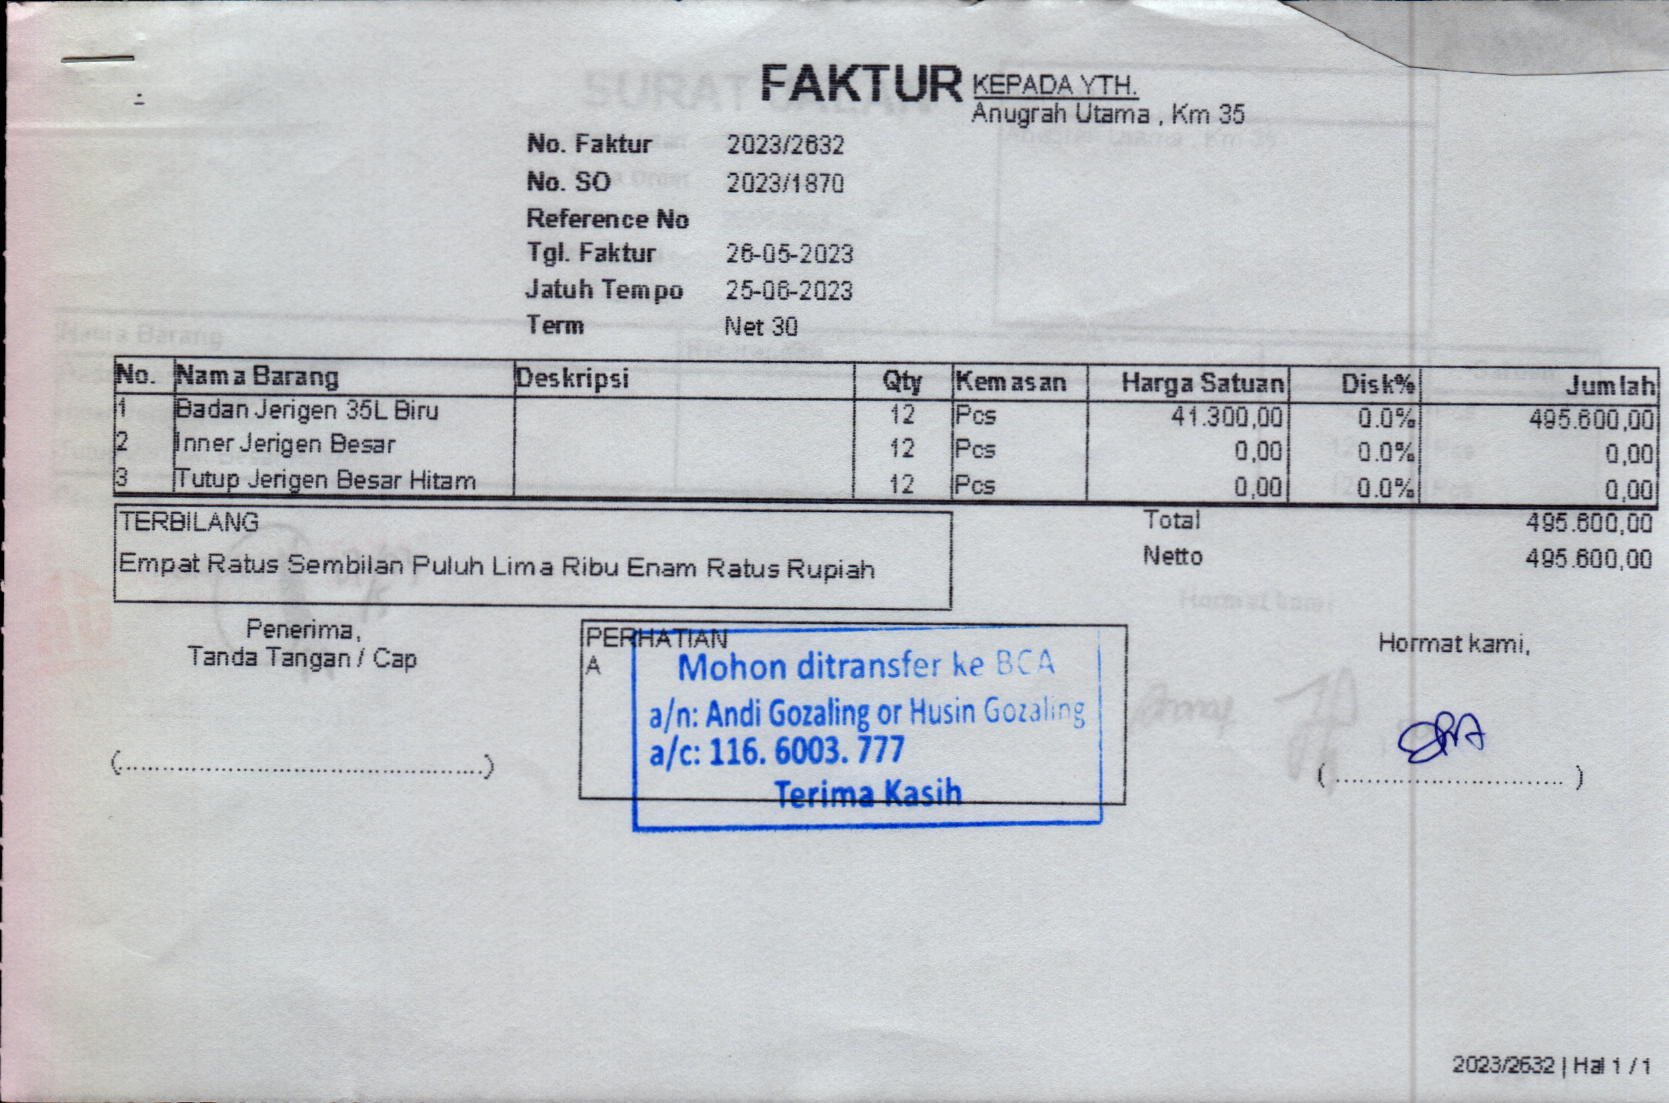 FAKTUR
KEPADA YTH.
Anugrah Utama , Km 35
No. Faktur 2023/2632
No. SO 2023/1870
Reference No
Tgl. Faktur 26-05-2023
Jatuh Tempo 25-06-2023
Term Net 30
No. Nama Barang Deskripsi Qty Kemasan Harga Satuan Disk% Jumlah
1 Badan Jerigen 35L Biru 12 Pcs 41.300,00 0.0% 495.600,00
2 Inner Jerigen Besar 12 Pcs 0,00 0.0% 0,00
3 Tutup Jerigen Besar Hitam 12 Pcs 0,00 0.0% 0,00
TERBILANG
Empat Ratus Sembilan Puluh Lima Ribu Enam Ratus Rupiah
Total 495.600,00
Netto 495.600,00
Penerima,
Tanda Tangan / Cap
(............................................)
PERHATIAN
A
Mohon ditransfer ke BCA
a/n: Andi Gozaling or Husin Gozaling
a/c: 116. 6003. 777
Terima Kasih
Hormat kami,
(............................ )
2023/2632 | Hal 1 / 1